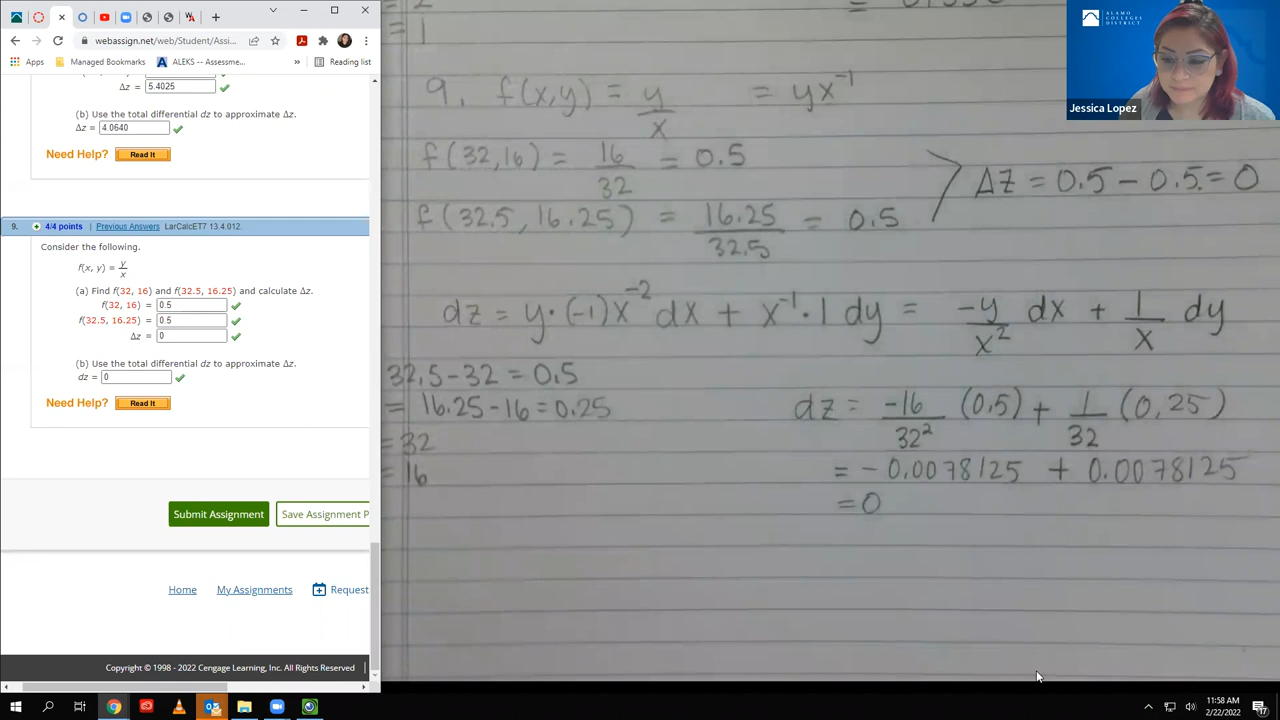 webassign.net/web/Student/Assi...
Apps
Managed Bookmarks
ALEKS -- Assessme...
»
Reading list
Δz = 5.4025
(b) Use the total differential dz to approximate Δz.
Δz = 4.0640
Need Help? Read It
9. 4/4 points | Previous Answers LarCalcET7 13.4.012.
Consider the following.
f(x, y) = y/x
(a) Find f(32, 16) and f(32.5, 16.25) and calculate Δz.
f(32, 16) = 0.5
f(32.5, 16.25) = 0.5
Δz = 0
(b) Use the total differential dz to approximate Δz.
dz = 0
Need Help? Read It
Submit Assignment Save Assignment P
Home My Assignments Request
Copyright © 1998 - 2022 Cengage Learning, Inc. All Rights Reserved
= 1
9. f(x,y) = y/x = yx⁻¹
f(32,16) = 16/32 = 0.5
ΔZ = 0.5 - 0.5 = 0
f(32.5, 16.25) = 16.25/32.5 = 0.5
dz = y·(-1)x⁻² dx + x⁻¹·1 dy = -y/x² dx + 1/x dy
32.5-32 = 0.5
= 16.25-16 = 0.25
= 32
= 16
dz = -16/32² (0.5) + 1/32 (0.25)
= -0.0078125 + 0.0078125
= 0
ALAMO
COLLEGES
DISTRICT
Jessica Lopez
11:58 AM
2/22/2022
17